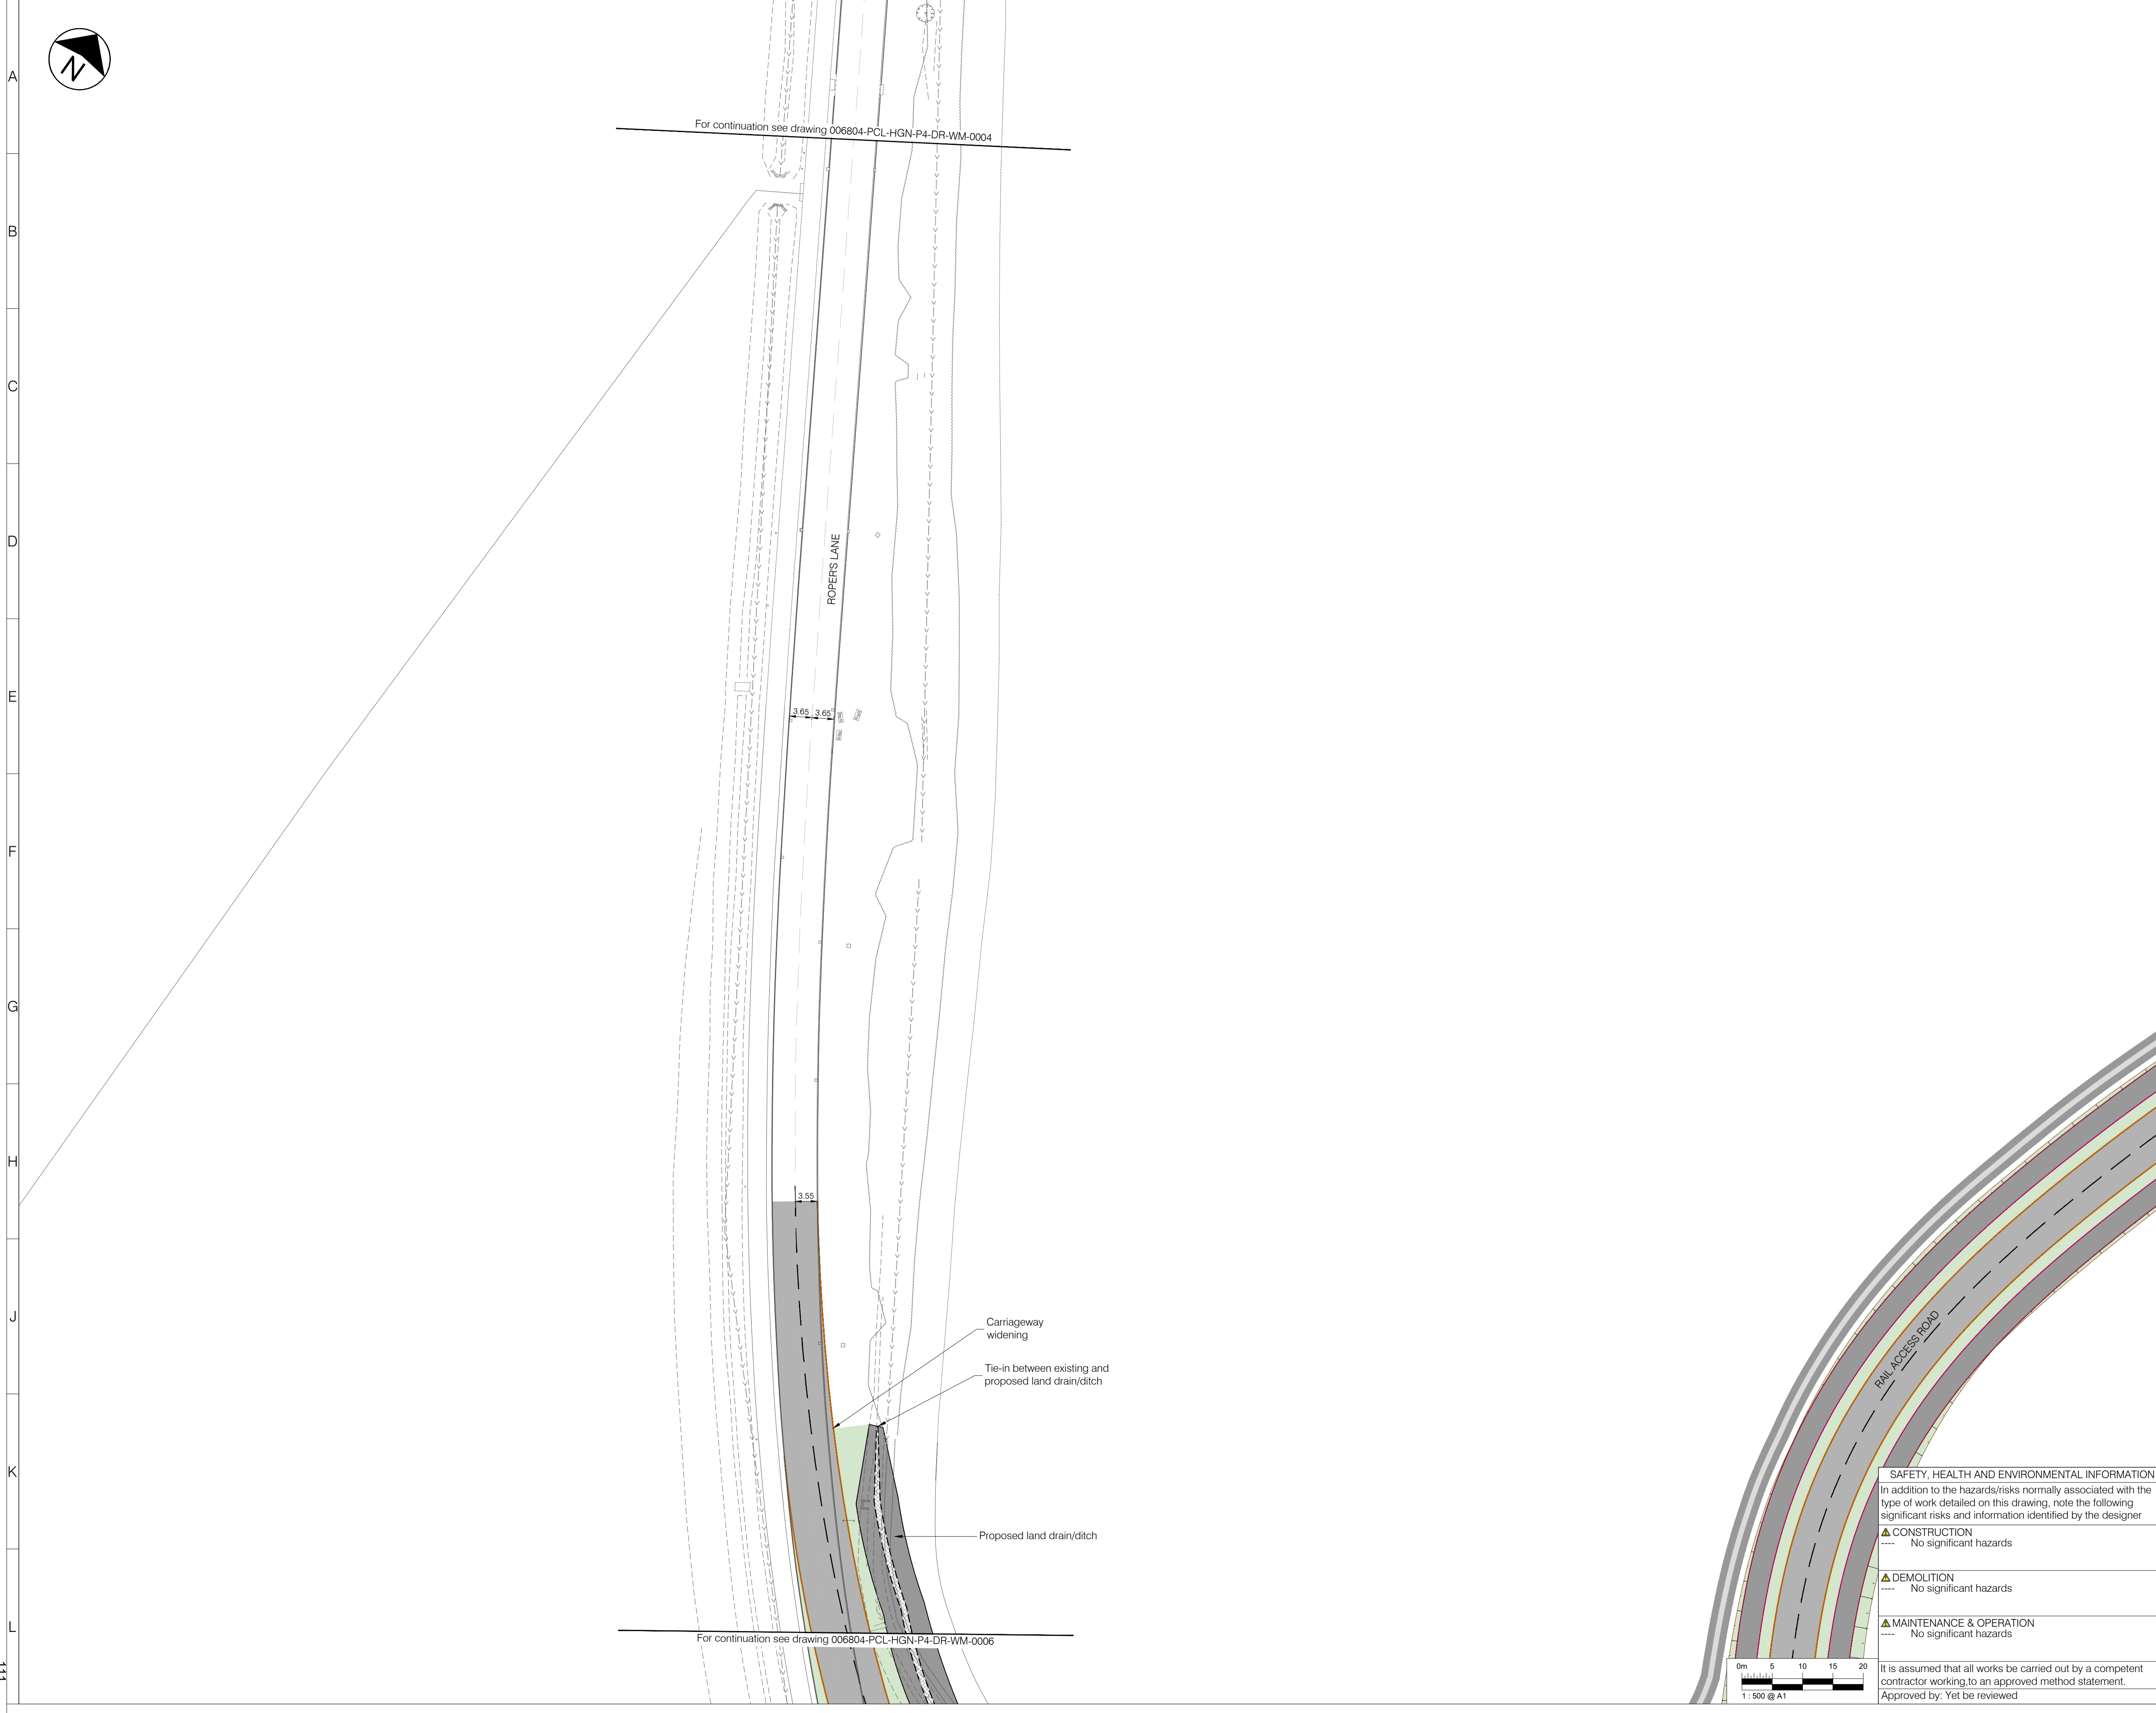 A
N
For continuation see drawing 006804-PCL-HGN-P4-DR-WM-0004
B
C
D
ROPER'S LANE
E
3.65 3.65
F
G
H
3.55
J
Carriageway
widening
RAIL ACCESS ROAD
Tie-in between existing and
proposed land drain/ditch
K
Proposed land drain/ditch
L
For continuation see drawing 006804-PCL-HGN-P4-DR-WM-0006
111
SAFETY, HEALTH AND ENVIRONMENTAL INFORMATION
In addition to the hazards/risks normally associated with the
type of work detailed on this drawing, note the following
significant risks and information identified by the designer
CONSTRUCTION
---- No significant hazards
DEMOLITION
---- No significant hazards
MAINTENANCE & OPERATION
---- No significant hazards
It is assumed that all works be carried out by a competent
contractor working,to an approved method statement.
Approved by: Yet be reviewed
0m 5 10 15 20
1 : 500 @ A1